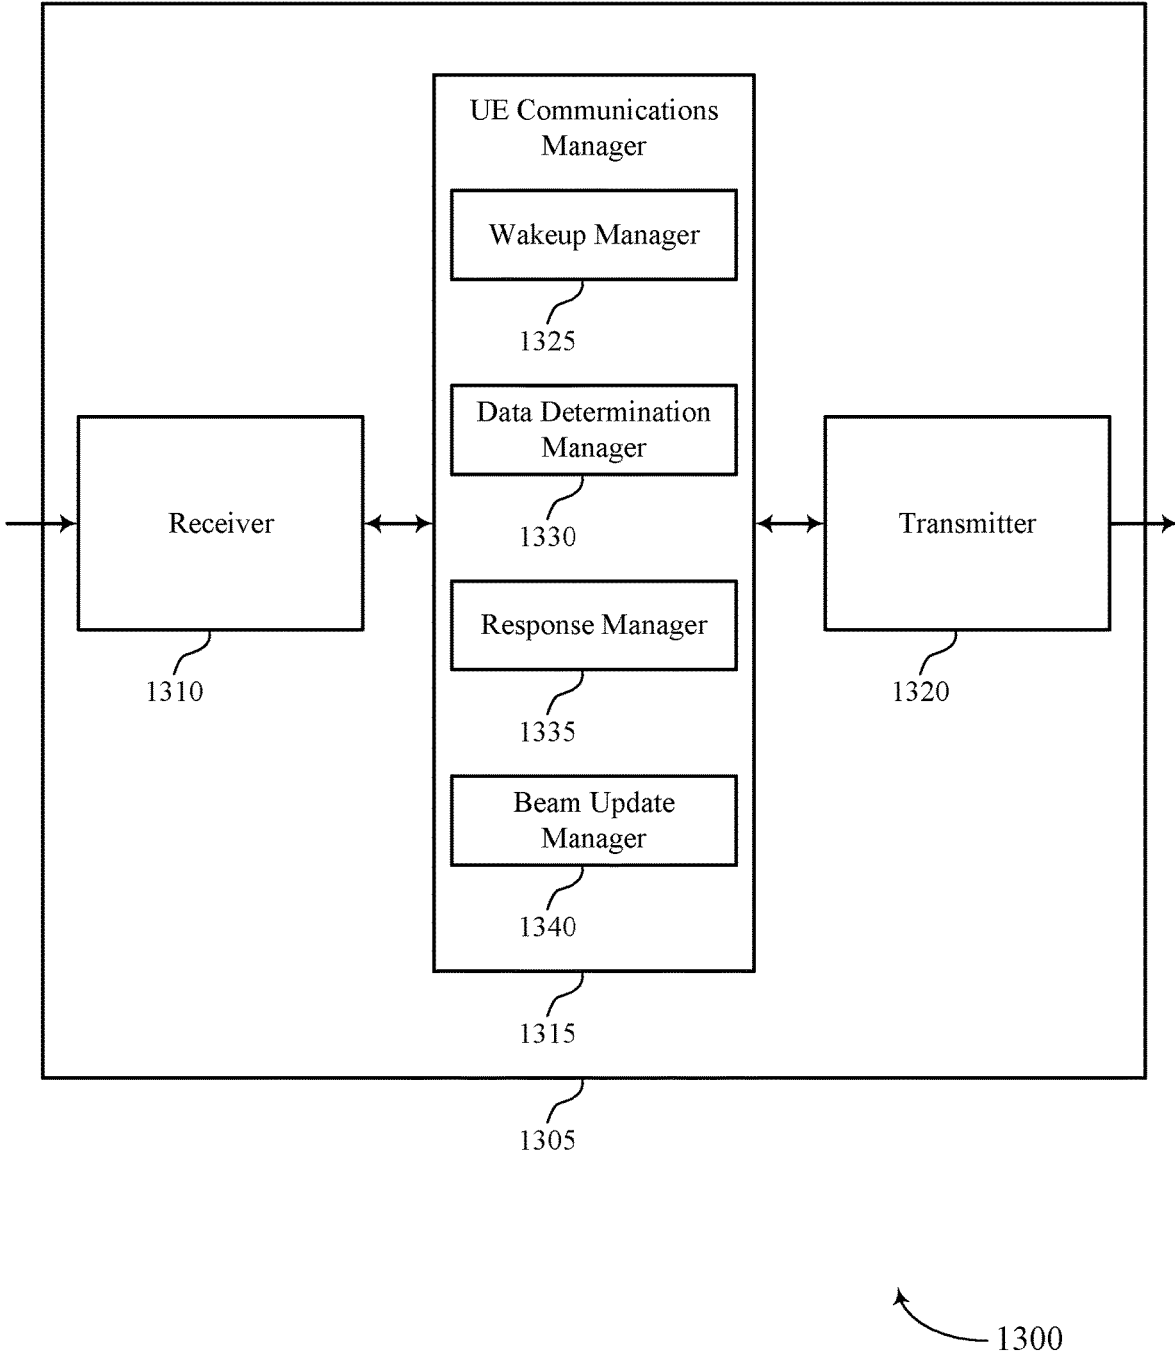 UE Communications
Manager
Wakeup Manager
1325
Data Determination
Manager
1330
Receiver
1310
Transmitter
1320
Response Manager
1335
Beam Update
Manager
1340
1315
1305
1300